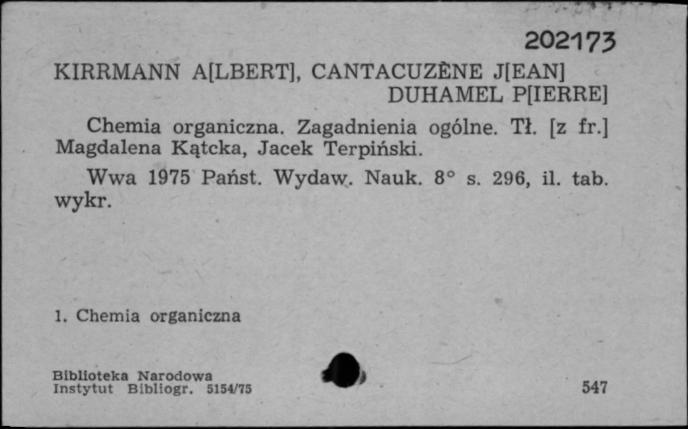 202173
KIRRMANN A[LBERT], CANTACUZÈNE J[EAN]
DUHAMEL P[IERRE]
Chemia organiczna. Zagadnienia ogólne. Tł. [z fr.]
Magdalena Kątcka, Jacek Terpiński.
Wwa 1975 Państ. Wydaw. Nauk. 8° s. 296, il. tab.
wykr.
1. Chemia organiczna
Biblioteka Narodowa
Instytut Bibliogr. 5154/75
547